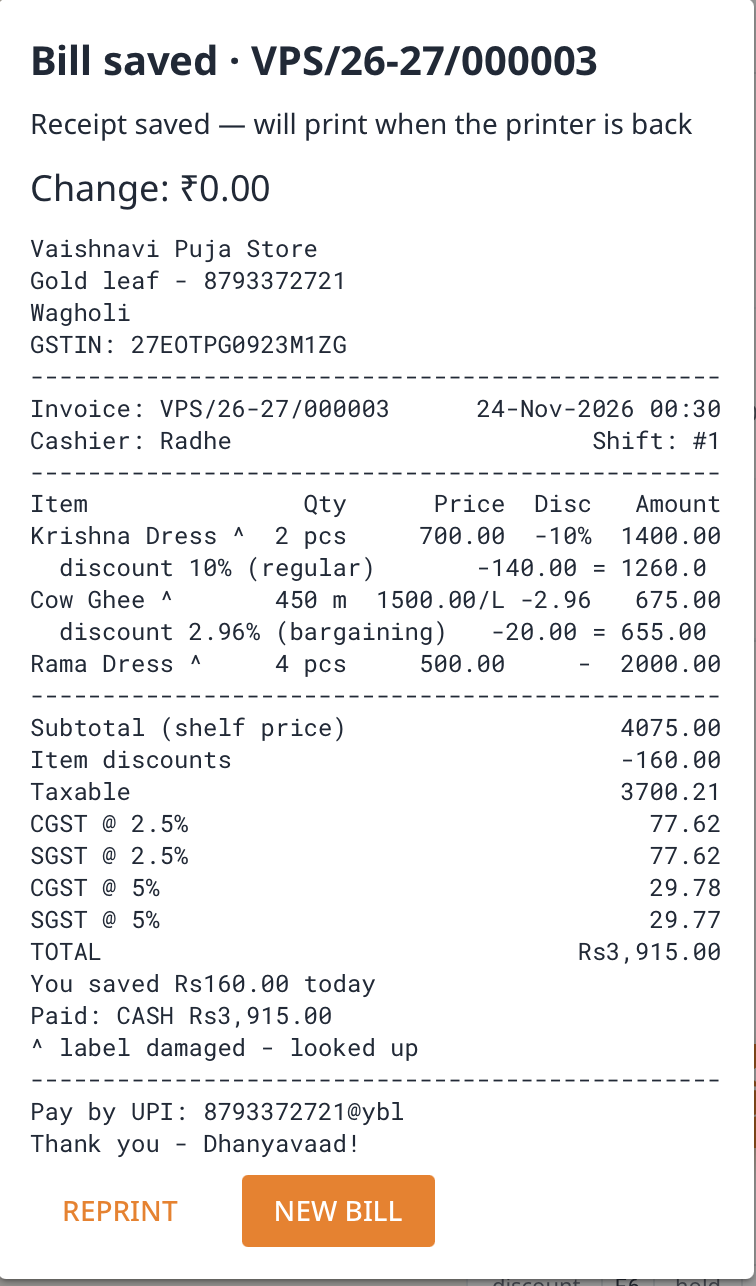 Bill saved · VPS/26-27/000003
Receipt saved — will print when the printer is back
Change: ₹0.00
Vaishnavi Puja Store
Gold leaf - 8793372721
Wagholi
GSTIN: 27EOTPG0923M1ZG
------------------------------------------------
Invoice: VPS/26-27/000003      24-Nov-2026 00:30
Cashier: Radhe                         Shift: #1
------------------------------------------------
Item               Qty      Price  Disc   Amount
Krishna Dress ^  2 pcs     700.00  -10%  1400.00
  discount 10% (regular)       -140.00 = 1260.0
Cow Ghee ^       450 m  1500.00/L -2.96   675.00
  discount 2.96% (bargaining)   -20.00 = 655.00
Rama Dress ^     4 pcs     500.00     -  2000.00
------------------------------------------------
Subtotal (shelf price)                   4075.00
Item discounts                           -160.00
Taxable                                  3700.21
CGST @ 2.5%                                77.62
SGST @ 2.5%                                77.62
CGST @ 5%                                  29.78
SGST @ 5%                                  29.77
TOTAL                                 Rs3,915.00
You saved Rs160.00 today
Paid: CASH Rs3,915.00
^ label damaged - looked up
------------------------------------------------
Pay by UPI: 8793372721@ybl
Thank you - Dhanyavaad!
REPRINT NEW BILL
discount F6 hold